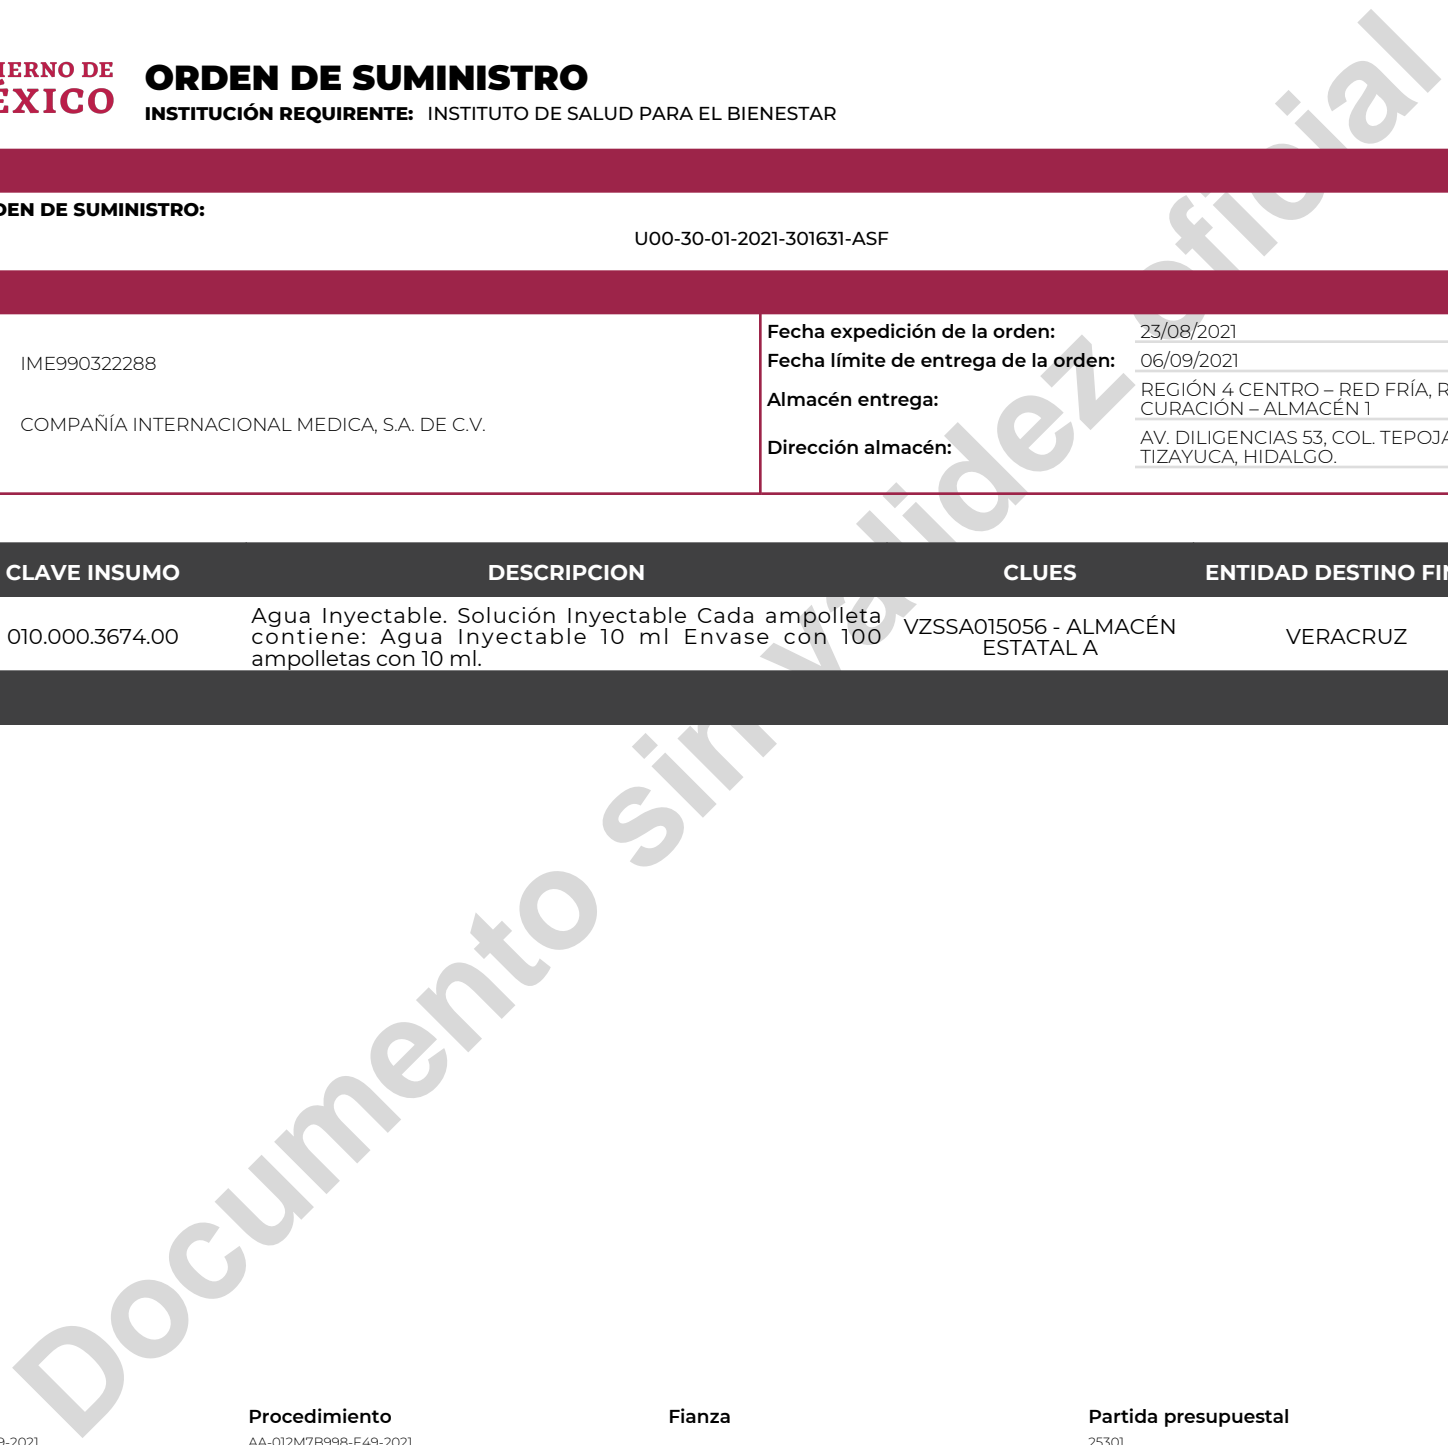 IERNO DE
ÉXICO
ORDEN DE SUMINISTRO
INSTITUCIÓN REQUIRENTE: INSTITUTO DE SALUD PARA EL BIENESTAR
DEN DE SUMINISTRO:
U00-30-01-2021-301631-ASF
IME990322288
COMPAÑÍA INTERNACIONAL MEDICA, S.A. DE C.V.
Fecha expedición de la orden: 23/08/2021
Fecha límite de entrega de la orden: 06/09/2021
Almacén entrega: REGIÓN 4 CENTRO – RED FRÍA, R
CURACIÓN – ALMACÉN 1
Dirección almacén: AV. DILIGENCIAS 53, COL. TEPOJA
TIZAYUCA, HIDALGO.
CLAVE INSUMO DESCRIPCION CLUES ENTIDAD DESTINO FIN
010.000.3674.00
Agua Inyectable. Solución Inyectable Cada ampolleta
contiene: Agua Inyectable 10 ml Envase con 100
ampolletas con 10 ml.
VZSSA015056 - ALMACÉN
ESTATAL A
VERACRUZ
Documento sin validez oficial
Procedimiento Fianza Partida presupuestal
9-2021 AA-012M7B998-E49-2021 25301